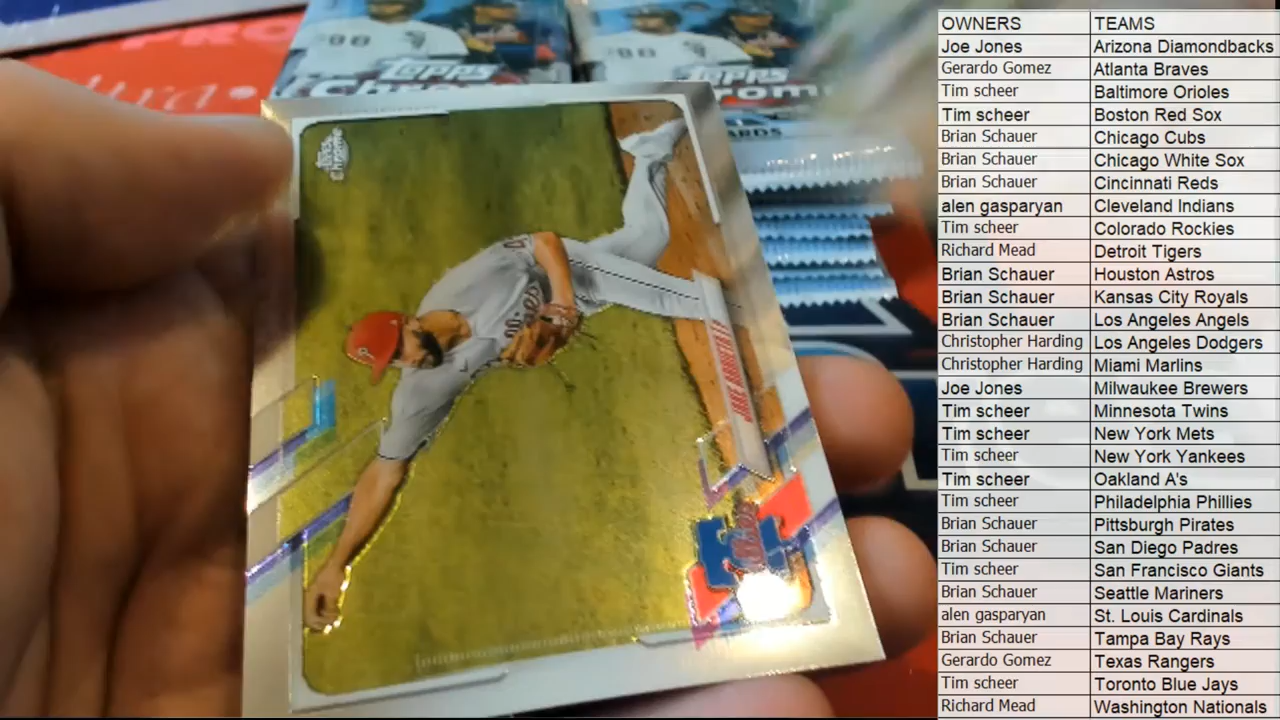 TOPPS
Chrome
TOPPS
Chrome
CARDS
Topps
Chrome
OWNERS TEAMS
Joe Jones Arizona Diamondbacks
Gerardo Gomez Atlanta Braves
Tim scheer Baltimore Orioles
Tim scheer Boston Red Sox
Brian Schauer Chicago Cubs
Brian Schauer Chicago White Sox
Brian Schauer Cincinnati Reds
alen gasparyan Cleveland Indians
Tim scheer Colorado Rockies
Richard Mead Detroit Tigers
Brian Schauer Houston Astros
Brian Schauer Kansas City Royals
Brian Schauer Los Angeles Angels
Christopher Harding Los Angeles Dodgers
Christopher Harding Miami Marlins
Joe Jones Milwaukee Brewers
Tim scheer Minnesota Twins
Tim scheer New York Mets
Tim scheer New York Yankees
Tim scheer Oakland A's
Tim scheer Philadelphia Phillies
Brian Schauer Pittsburgh Pirates
Brian Schauer San Diego Padres
Tim scheer San Francisco Giants
Brian Schauer Seattle Mariners
alen gasparyan St. Louis Cardinals
Brian Schauer Tampa Bay Rays
Gerardo Gomez Texas Rangers
Tim scheer Toronto Blue Jays
Richard Mead Washington Nationals